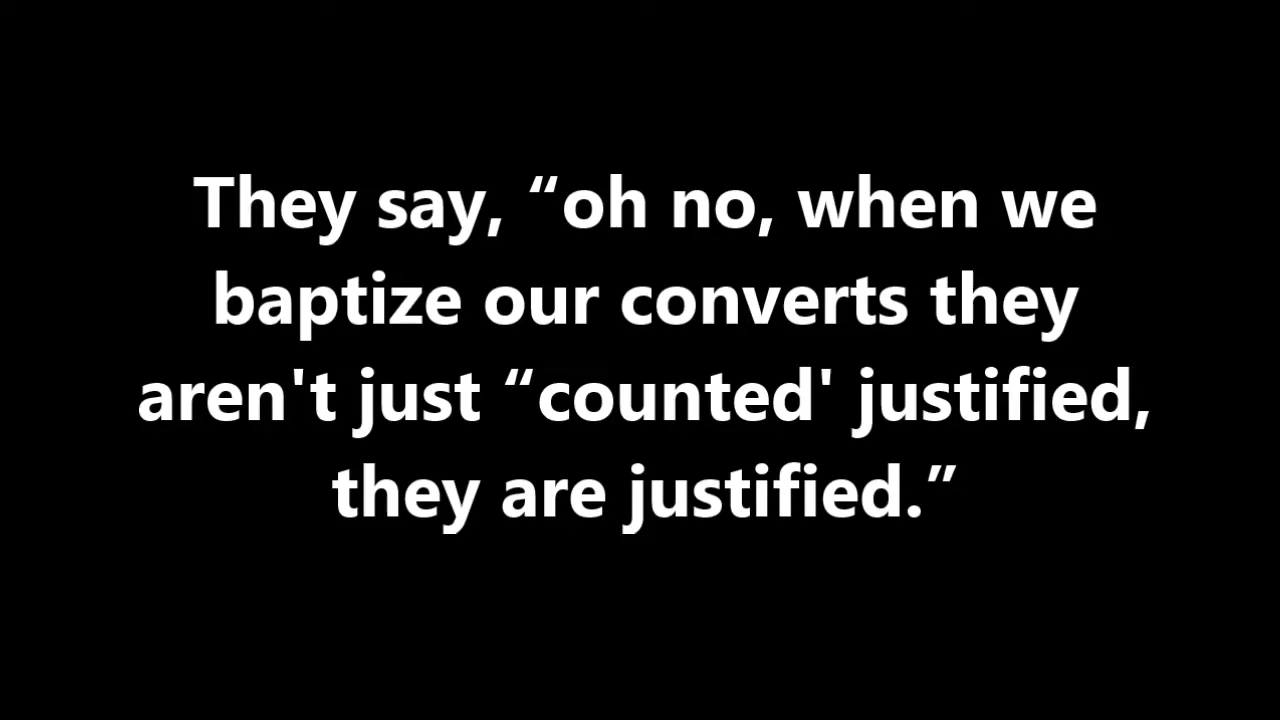 They say, “oh no, when we
baptize our converts they
aren't just “counted' justified,
they are justified.”